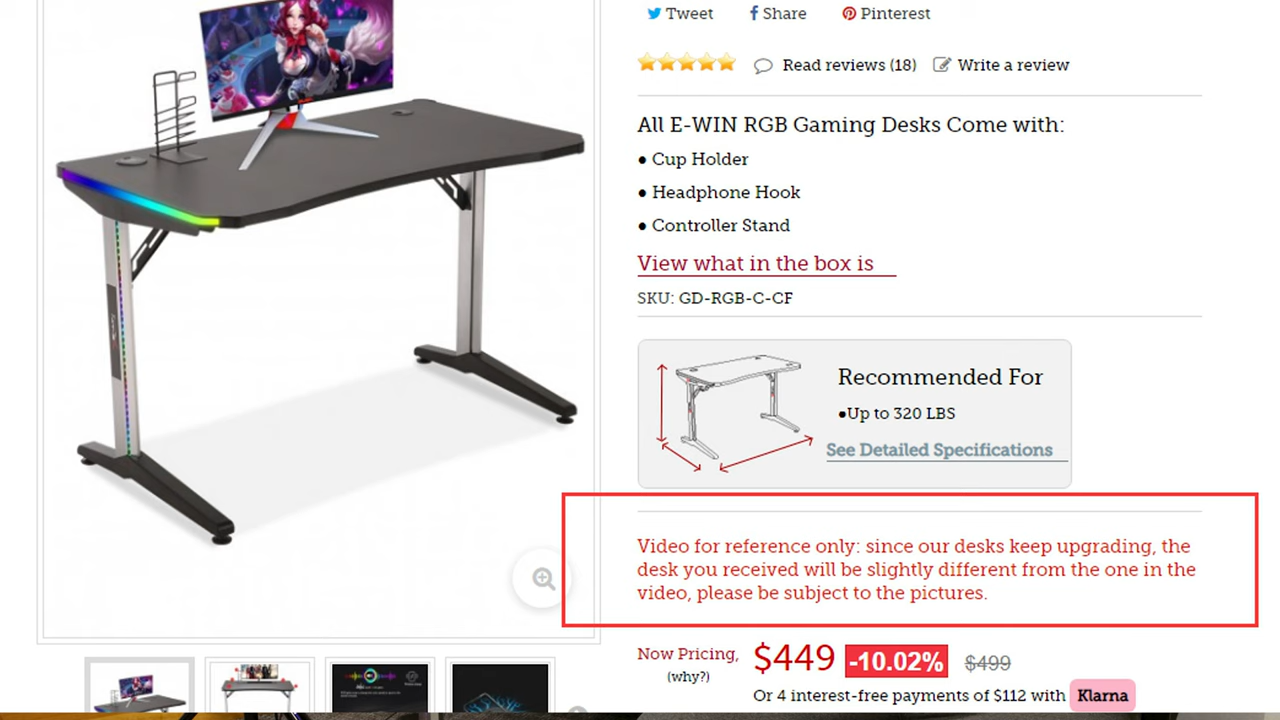 Tweet
Share
Pinterest
Read reviews (18)
Write a review
All E-WIN RGB Gaming Desks Come with:
● Cup Holder
● Headphone Hook
● Controller Stand
View what in the box is
SKU: GD-RGB-C-CF
Recommended For
●Up to 320 LBS
See Detailed Specifications
Video for reference only: since our desks keep upgrading, the
desk you received will be slightly different from the one in the
video, please be subject to the pictures.
Now Pricing,
(why?)
$449
-10.02%
$499
Or 4 interest-free payments of $112 with Klarna